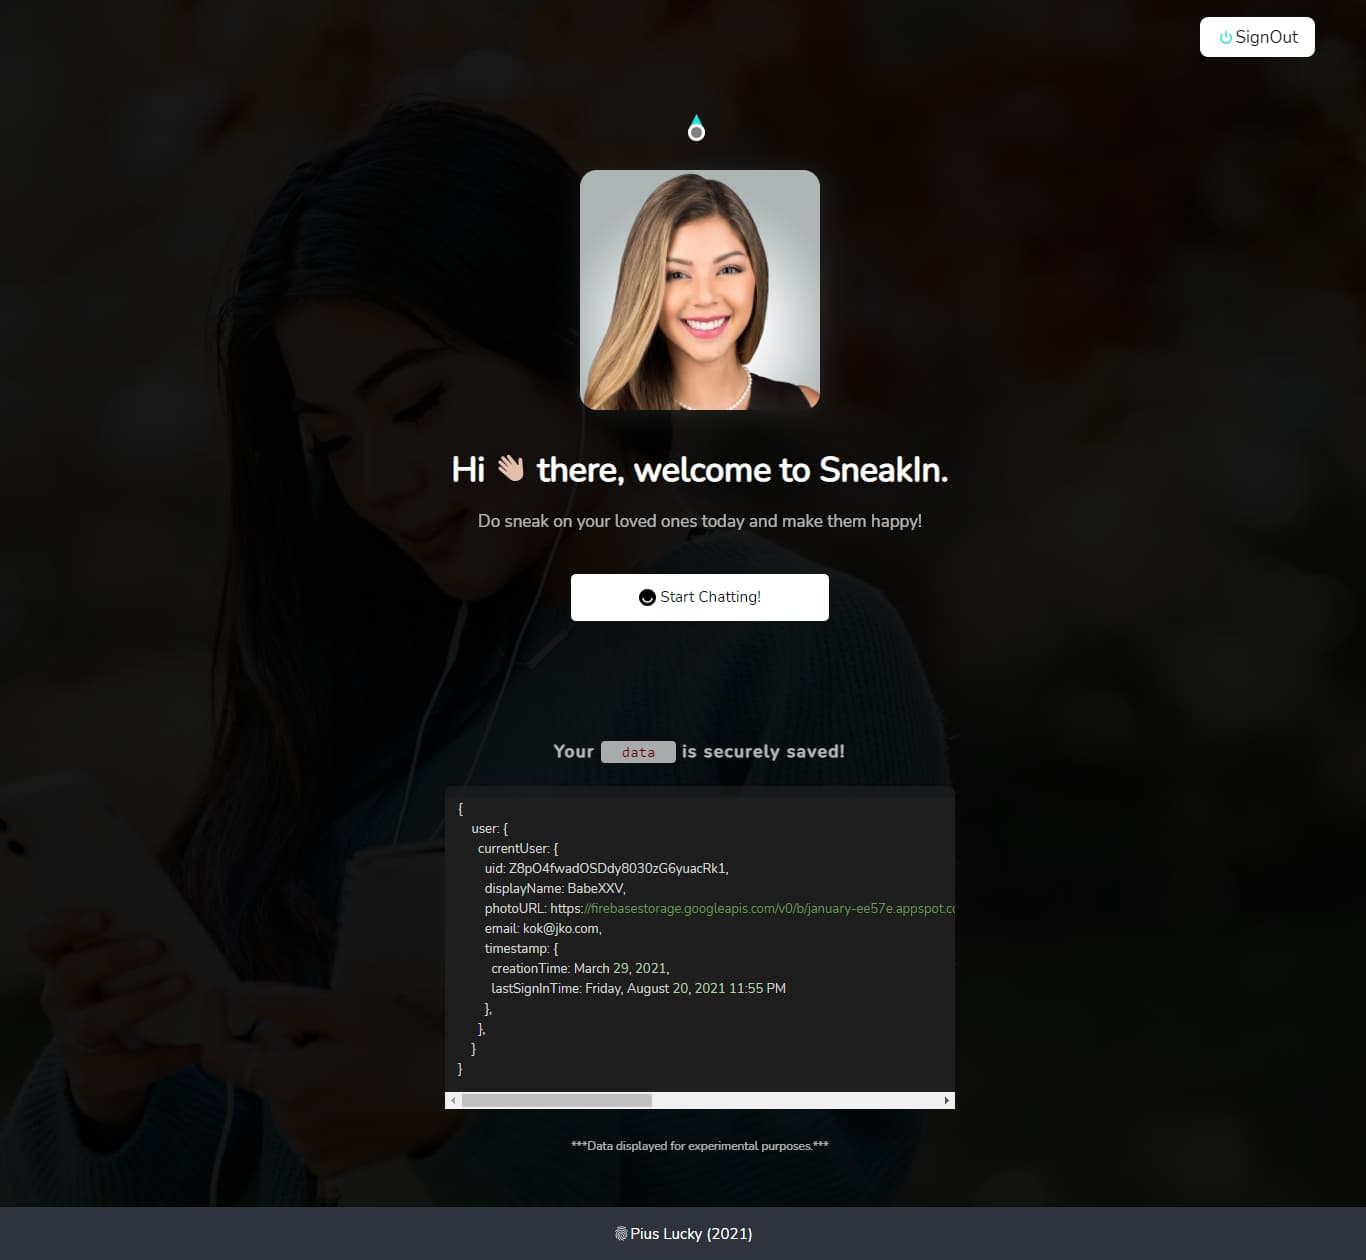 SignOut
Hi 👋 there, welcome to SneakIn.
Do sneak on your loved ones today and make them happy!
Start Chatting!
Your data is securely saved!
{
user: {
currentUser: {
uid: Z8pO4fwadOSDdy8030zG6yuacRk1,
displayName: BabeXXV,
photoURL: https://firebasestorage.googleapis.com/v0/b/january-ee57e.appspot.co
email: kok@jko.com,
timestamp: {
creationTime: March 29, 2021,
lastSignInTime: Friday, August 20, 2021 11:55 PM
},
},
}
}
***Data displayed for experimental purposes.***
Pius Lucky (2021)